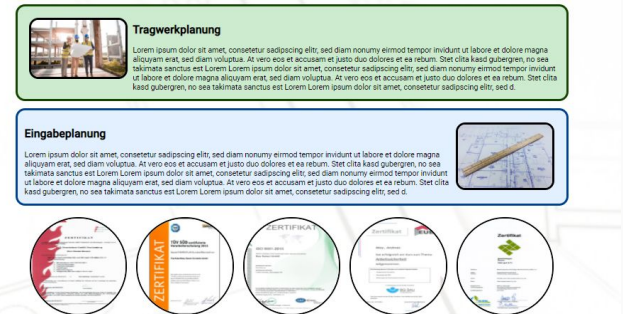 Tragwerkplanung
Lorem ipsum dolor sit amet, consetetur sadipscing elitr, sed diam nonumy eirmod tempor invidunt ut labore et dolore magna
aliquyam erat, sed diam voluptua. At vero eos et accusam et justo duo dolores et ea rebum. Stet clita kasd gubergren, no sea
takimata sanctus est Lorem Lorem ipsum dolor sit amet, consetetur sadipscing elitr, sed diam nonumy eirmod tempor invidunt
ut labore et dolore magna aliquyam erat, sed diam voluptua. At vero eos et accusam et justo duo dolores et ea rebum. Stet clita
kasd gubergren, no sea takimata sanctus est Lorem ipsum dolor sit amet, consetetur sadipscing elitr, sed d.
Eingabeplanung
Lorem ipsum dolor sit amet, consetetur sadipscing elitr, sed diam nonumy eirmod tempor invidunt ut labore et dolore magna
aliquyam erat, sed diam voluptua. At vero eos et accusam et justo duo dolores et ea rebum. Stet clita kasd gubergren, no sea
takimata sanctus est Lorem Lorem ipsum dolor sit amet, consetetur sadipscing elitr, sed diam nonumy eirmod tempor invidunt
ut labore et dolore magna aliquyam erat, sed diam voluptua. At vero eos et accusam et justo duo dolores et ea rebum. Stet clita
kasd gubergren, no sea takimata sanctus est Lorem ipsum dolor sit amet, consetetur sadipscing elitr, sed d.
ZERTIFIKAT
ZERTIFIKAT
Zertifikat
Zertifikat